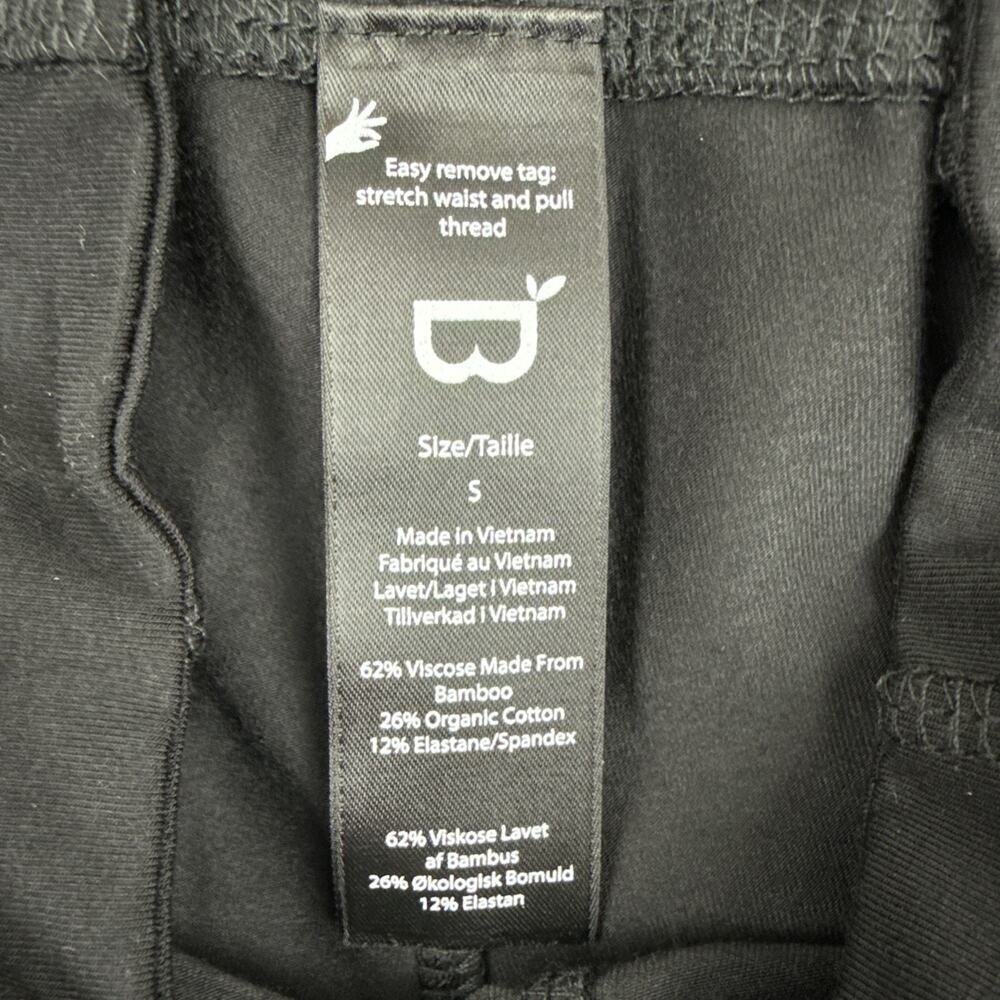 Easy remove tag:
stretch waist and pull
thread
B
Size/Taille
S
Made in Vietnam
Fabriqué au Vietnam
Lavet/Laget i Vietnam
Tillverkad i Vietnam
62% Viscose Made From
Bamboo
26% Organic Cotton
12% Elastane/Spandex
62% Viskose Lavet
af Bambus
26% Økologisk Bomuld
12% Elastan